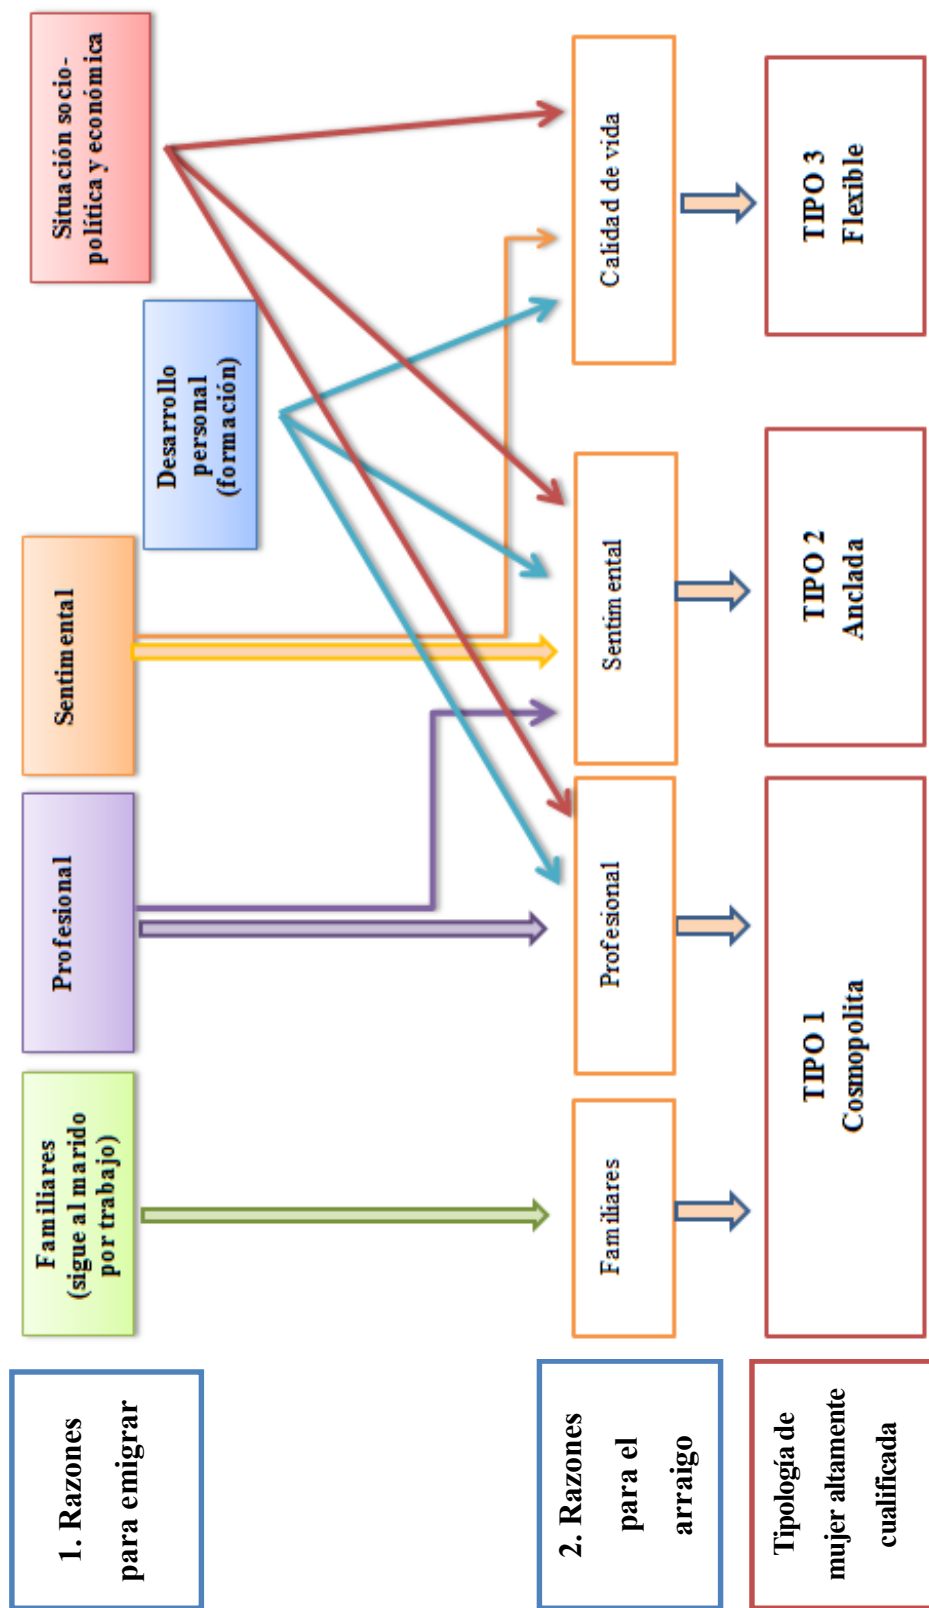 1. Razones
para emigrar
Familiares
(sigue al marido
por trabajo)
Profesional
Sentimental
Desarrollo
personal
(formación)
Situación socio-
política y económica
2. Razones
para el
arraigo
Familiares
Profesional
Sentimental
Calidad de vida
Tipología de
mujer altamente
cualificada
TIPO 1
Cosmopolita
TIPO 2
Anclada
TIPO 3
Flexible